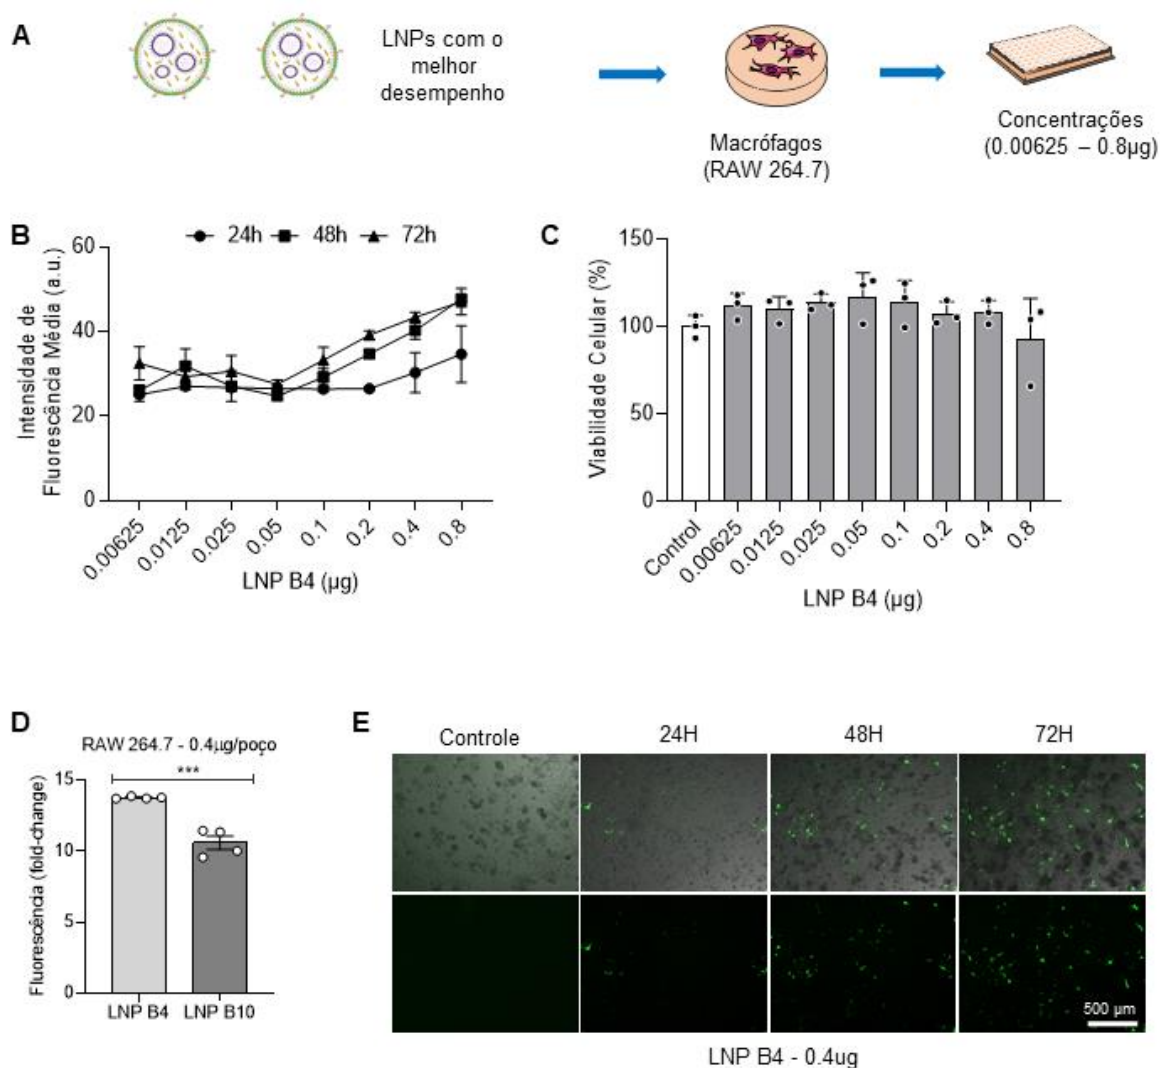 A
LNPs com o
melhor
desempenho
Macrófagos
(RAW 264.7)
Concentrações
(0.00625 – 0.8µg)
B
24h 48h 72h
Intensidade de
Fluorescência Média (a.u.)
60
40
20
0
0.00625 0.0125 0.025 0.05 0.1 0.2 0.4 0.8
LNP B4 (µg)
C
Viabilidade Celular (%)
150
100
50
0
Control 0.00625 0.0125 0.025 0.05 0.1 0.2 0.4 0.8
LNP B4 (µg)
D
RAW 264.7 - 0.4µg/poço
***
Fluorescência (fold-change)
15
10
5
0
LNP B4 LNP B10
E
Controle 24H 48H 72H
500 µm
LNP B4 - 0.4ug